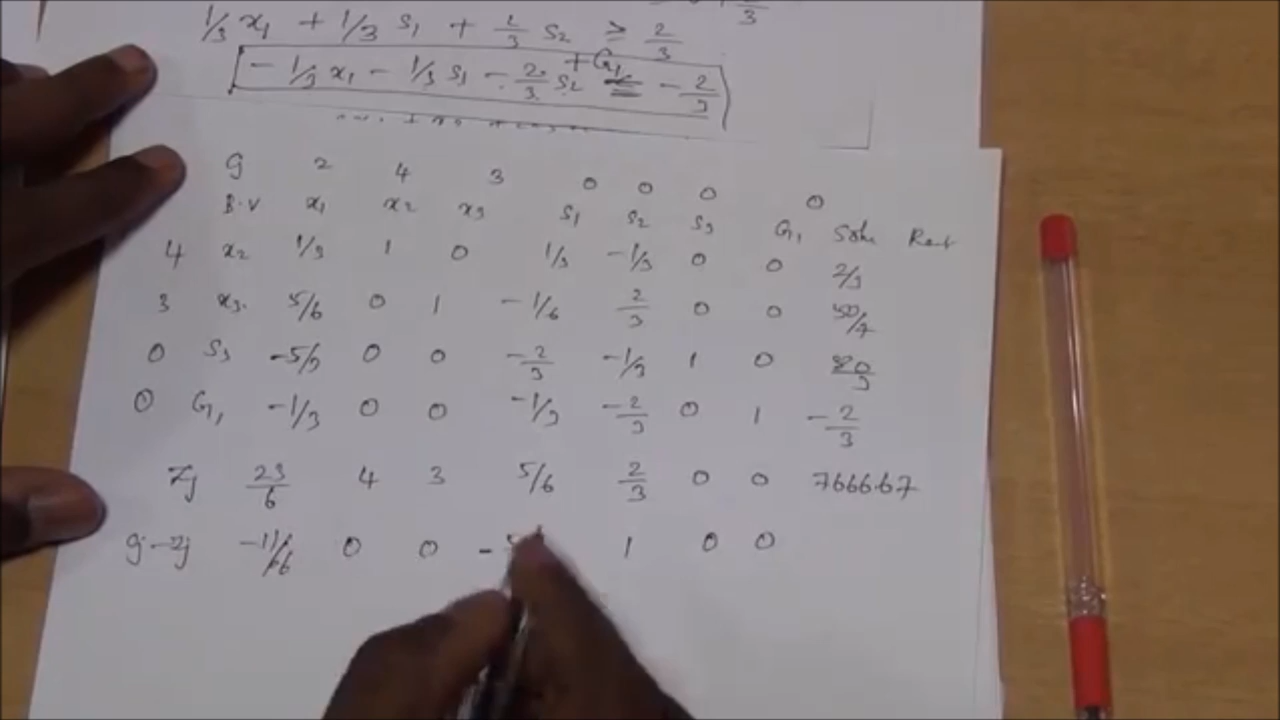 1/3 x₁ + 1/3 s₁ + 2/3 s₂ ≥ 2/3
- 1/3 x₁ - 1/3 s₁ - 2/3 s₂ + G₁ = - 2/3
Cj 2 4 3 0 0 0 0
B.V x₁ x₂ x₃ s₁ s₂ s₃ G₁ Soln
4 x₂ 1/3 1 0 1/3 -1/3 0 0 2/3
3 x₃ 5/6 0 1 -1/6 2/3 0 0 50/
0 s₃ -5/3 0 0 -2/3 -1/3 1 0 80/3
0 G₁ -1/3 0 0 -1/3 -2/3 0 1 -2/3
Zj 23/6 4 3 5/6 2/3 0 0 7666.67
Cj-Zj -11/6 0 0 - 1 0 0